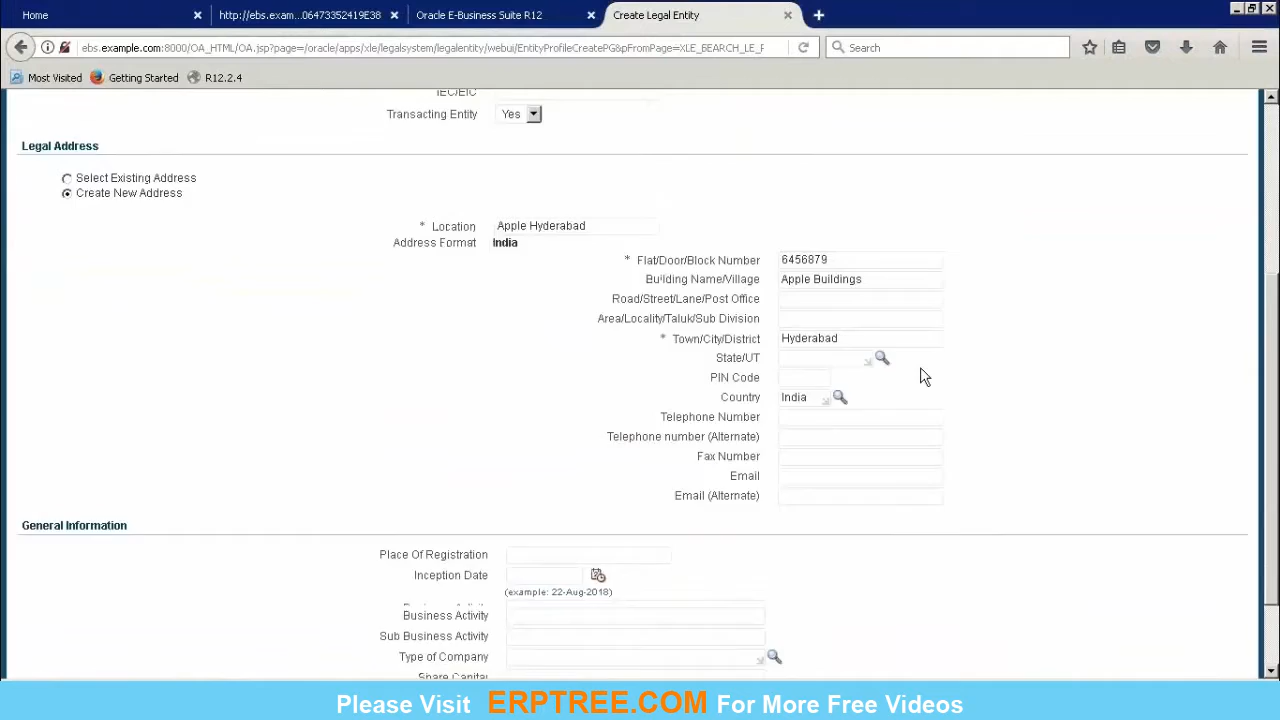 Home
http://ebs.exam...06473352419E38
Oracle E-Business Suite R12
Create Legal Entity
ebs.example.com:8000/OA_HTML/OA.jsp?page=/oracle/apps/xle/legalsystem/legalentity/webui/EntityProfileCreatePG&pFromPage=XLE_SEARCH_LE_F
Search
Most Visited
Getting Started
R12.2.4
IEC/EIC
Transacting Entity Yes
Legal Address
Select Existing Address
Create New Address
* Location Apple Hyderabad
Address Format India
* Flat/Door/Block Number 6456879
Building Name/Village Apple Buildings
Road/Street/Lane/Post Office
Area/Locality/Taluk/Sub Division
* Town/City/District Hyderabad
State/UT
PIN Code
Country India
Telephone Number
Telephone number (Alternate)
Fax Number
Email
Email (Alternate)
General Information
Place Of Registration
Inception Date
(example: 22-Aug-2018)
Business Activity
Sub Business Activity
Type of Company
Share Capital
Please Visit ERPTREE.COM For More Free Videos